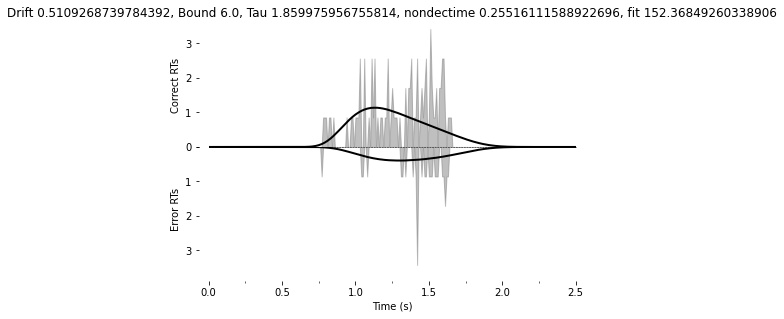 Drift 0.5109268739784392, Bound 6.0, Tau 1.859975956755814, nondectime 0.25516111588922696, fit 152.36849260338906
3
2
1
0
1
2
3
Correct RTs
Error RTs
0.0 0.5 1.0 1.5 2.0 2.5
Time (s)